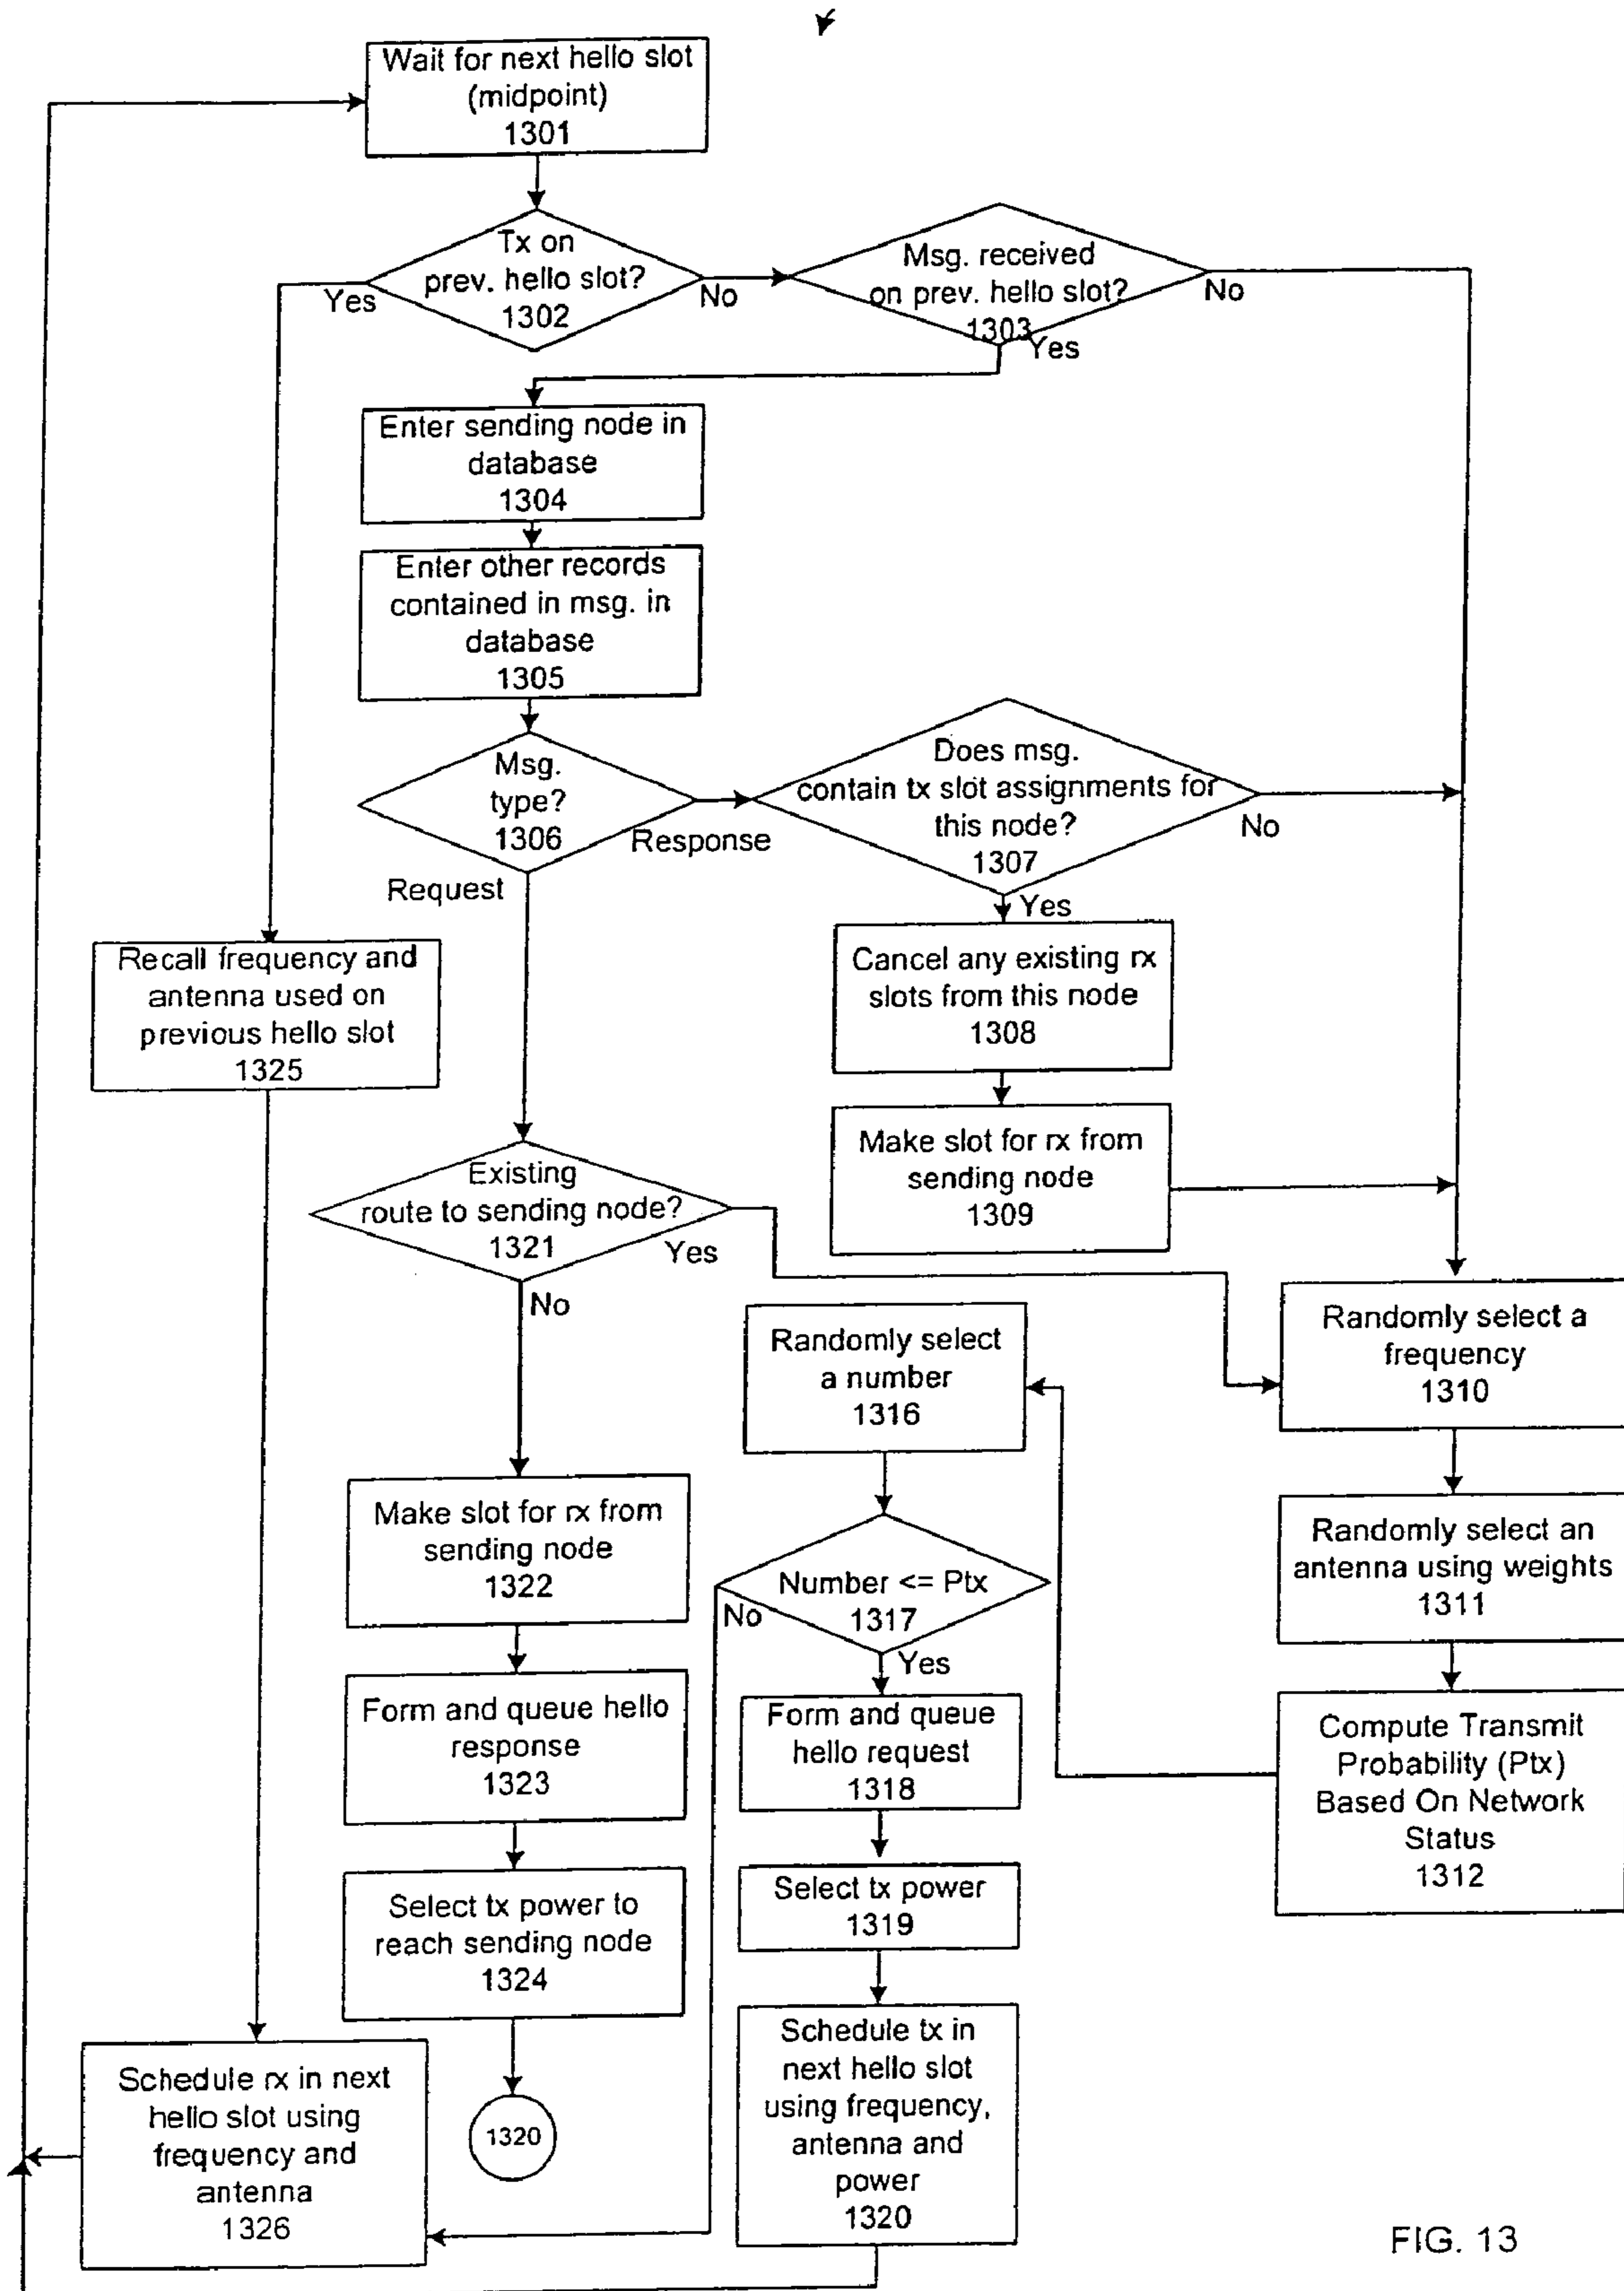 Wait for next hello slot
(midpoint)
1301
Tx on
prev. hello slot?
1302
Yes
No
Msg. received
on prev. hello slot?
1303
No
Yes
Enter sending node in
database
1304
Enter other records
contained in msg. in
database
1305
Msg.
type?
1306
Response
Request
Does msg.
contain tx slot assignments for
this node?
1307
No
Yes
Cancel any existing rx
slots from this node
1308
Make slot for rx from
sending node
1309
Recall frequency and
antenna used on
previous hello slot
1325
Existing
route to sending node?
1321
Yes
No
Randomly select a
frequency
1310
Randomly select an
antenna using weights
1311
Compute Transmit
Probability (Ptx)
Based On Network
Status
1312
Randomly select
a number
1316
Number <= Ptx
1317
No
Yes
Form and queue
hello request
1318
Select tx power
1319
Schedule tx in
next hello slot
using frequency,
antenna and
power
1320
Make slot for rx from
sending node
1322
Form and queue hello
response
1323
Select tx power to
reach sending node
1324
1320
Schedule rx in next
hello slot using
frequency and
antenna
1326
FIG. 13